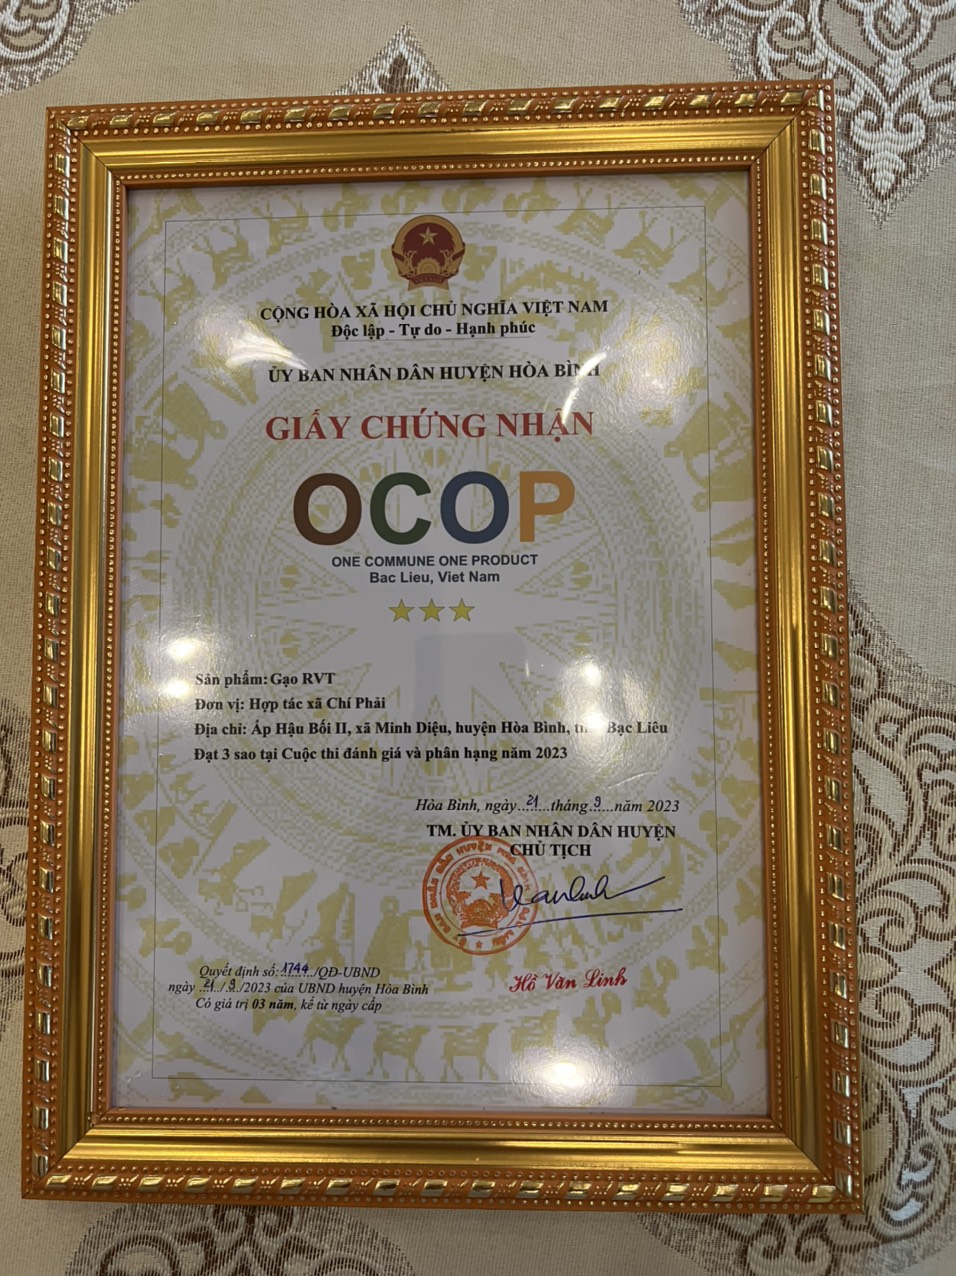 CỘNG HÒA XÃ HỘI CHỦ NGHĨA VIỆT NAM
Độc lập - Tự do - Hạnh phúc
ỦY BAN NHÂN DÂN HUYỆN HÒA BÌNH
GIẤY CHỨNG NHẬN
OCOP
ONE COMMUNE ONE PRODUCT
Bac Lieu, Viet Nam
Sản phẩm: Gạo RVT
Đơn vị: Hợp tác xã Chí Phải
Địa chỉ: Ấp Hậu Bối II, xã Minh Diệu, huyện Hòa Bình, Bạc Liêu
Đạt 3 sao tại Cuộc thi đánh giá và phân hạng năm 2023
Hòa Bình, ngày 21 tháng 9 năm 2023
TM. ỦY BAN NHÂN DÂN HUYỆN
CHỦ TỊCH
Hồ Văn Linh
Quyết định số: 1744/QĐ-UBND
ngày 21/9/2023 của UBND huyện Hòa Bình
Có giá trị 03 năm, kể từ ngày cấp